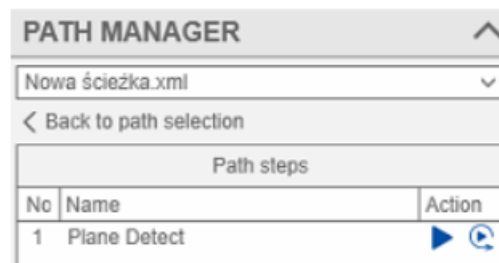 PATH MANAGER
Nowa ścieżka.xml
Back to path selection
Path steps
No Name Action
1 Plane Detect